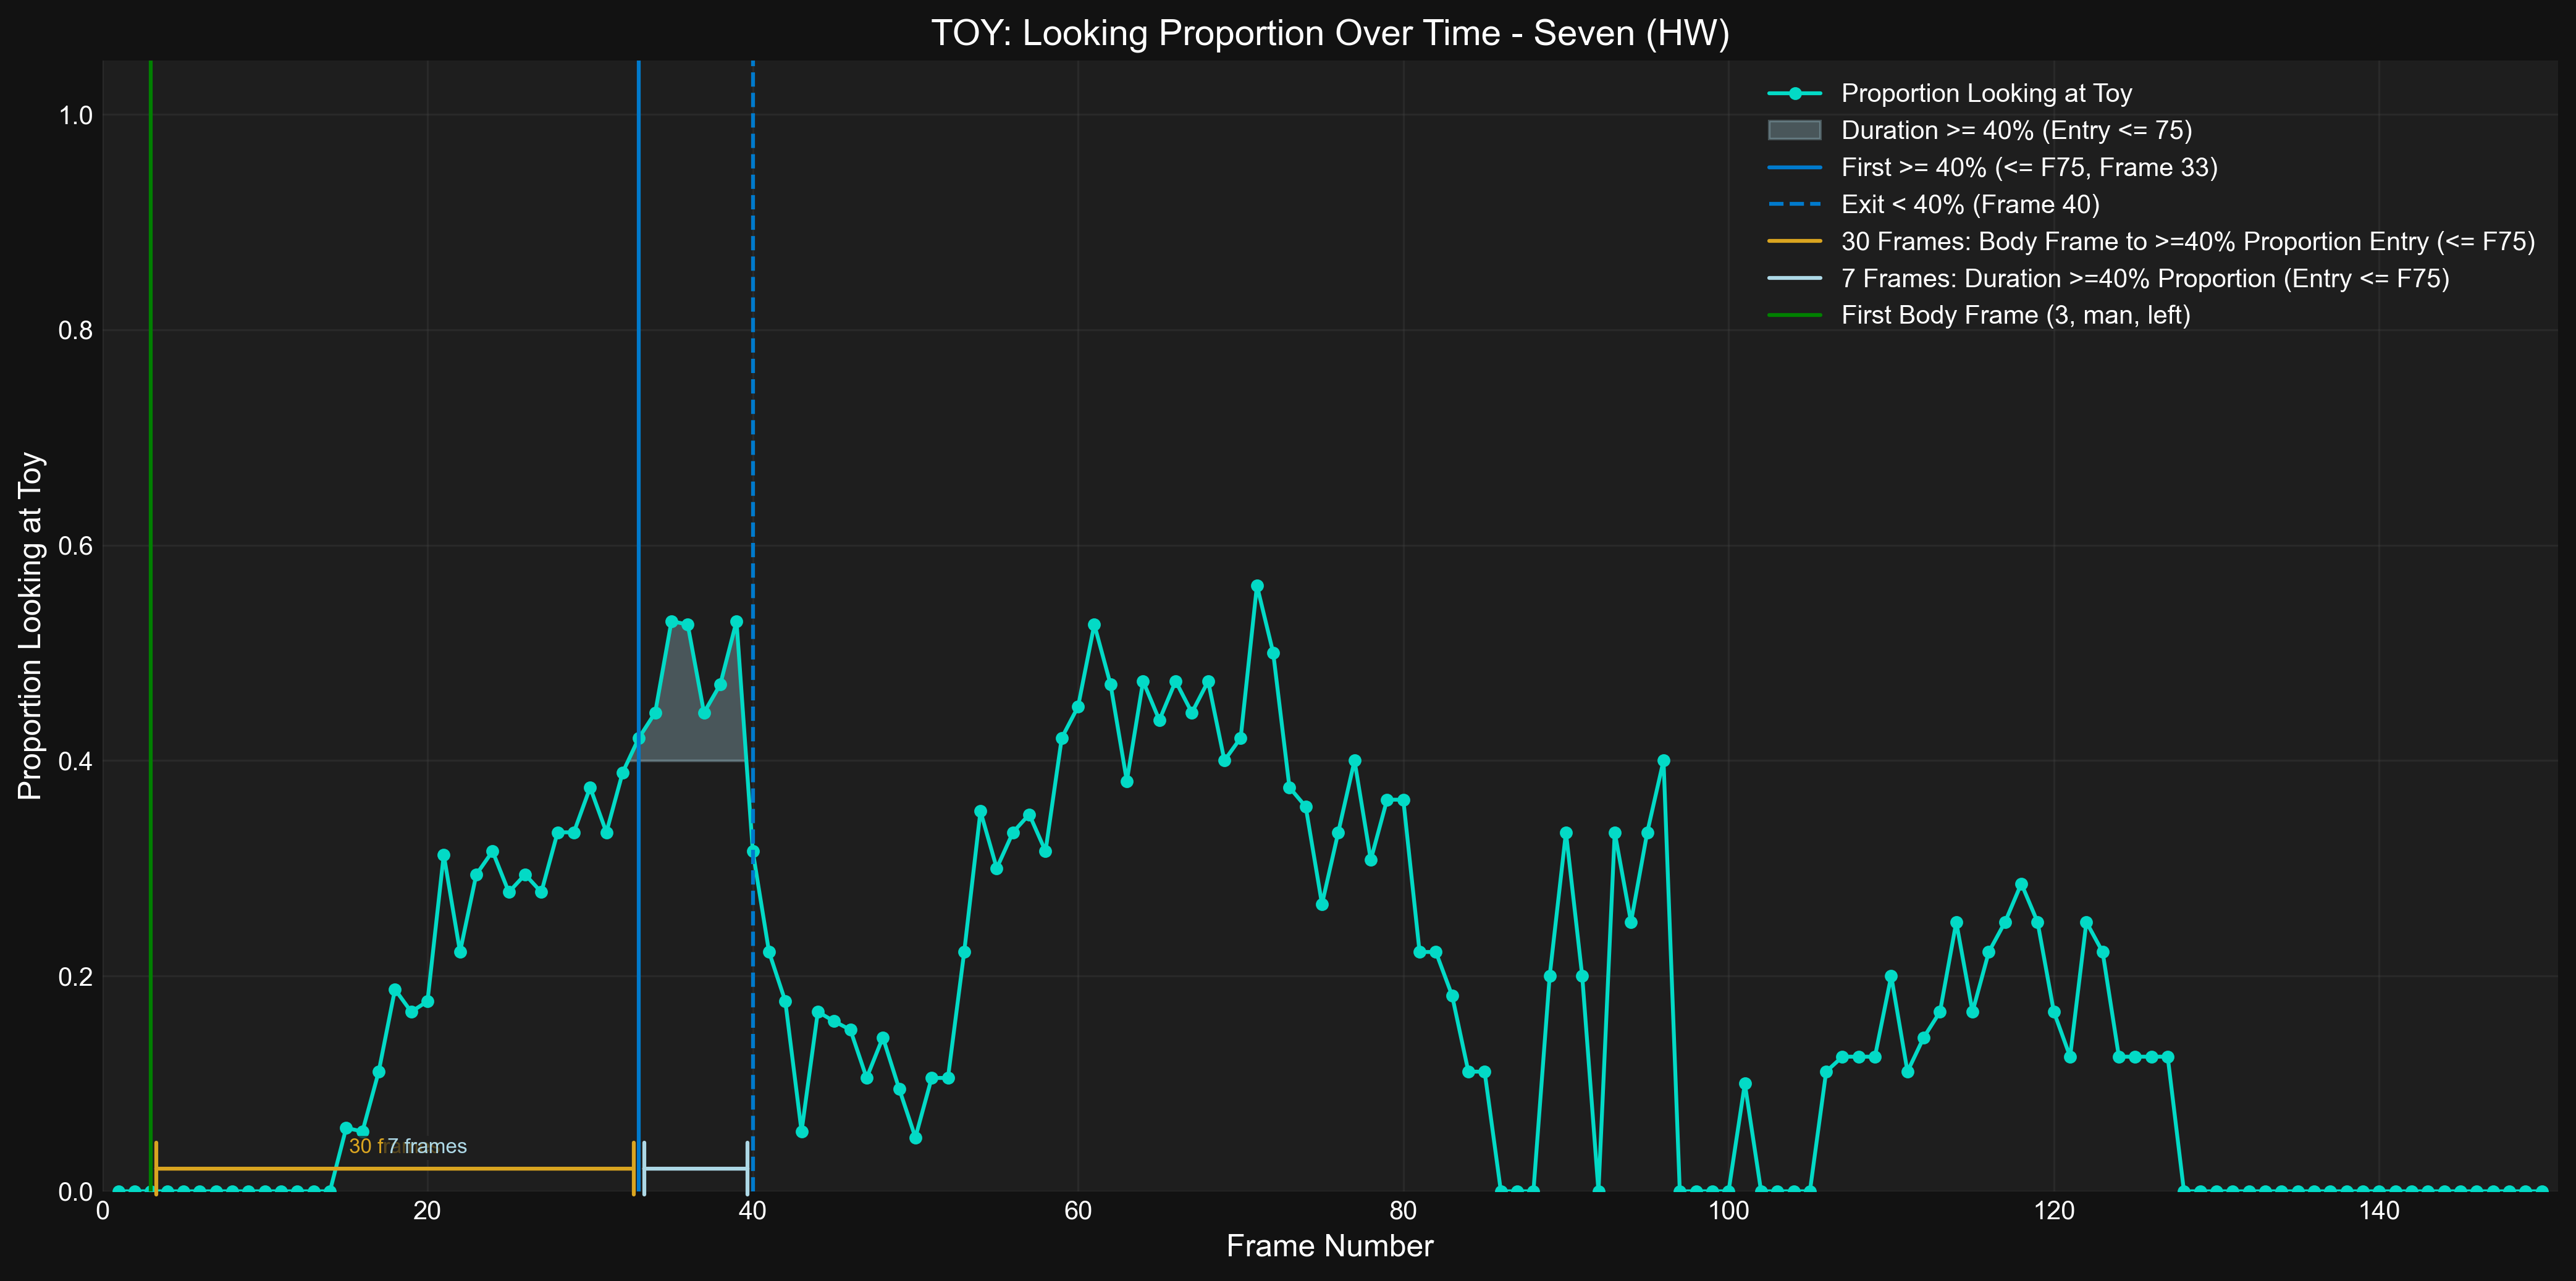 TOY: Looking Proportion Over Time - Seven (HW)
Proportion Looking at Toy
Duration >= 40% (Entry <= 75)
First >= 40% (<= F75, Frame 33)
Exit < 40% (Frame 40)
30 Frames: Body Frame to >=40% Proportion Entry (<= F75)
7 Frames: Duration >=40% Proportion (Entry <= F75)
First Body Frame (3, man, left)
Proportion Looking at Toy
1.0
0.8
0.6
0.4
0.2
0.0
30 f
7 frames
0 20 40 60 80 100 120 140
Frame Number